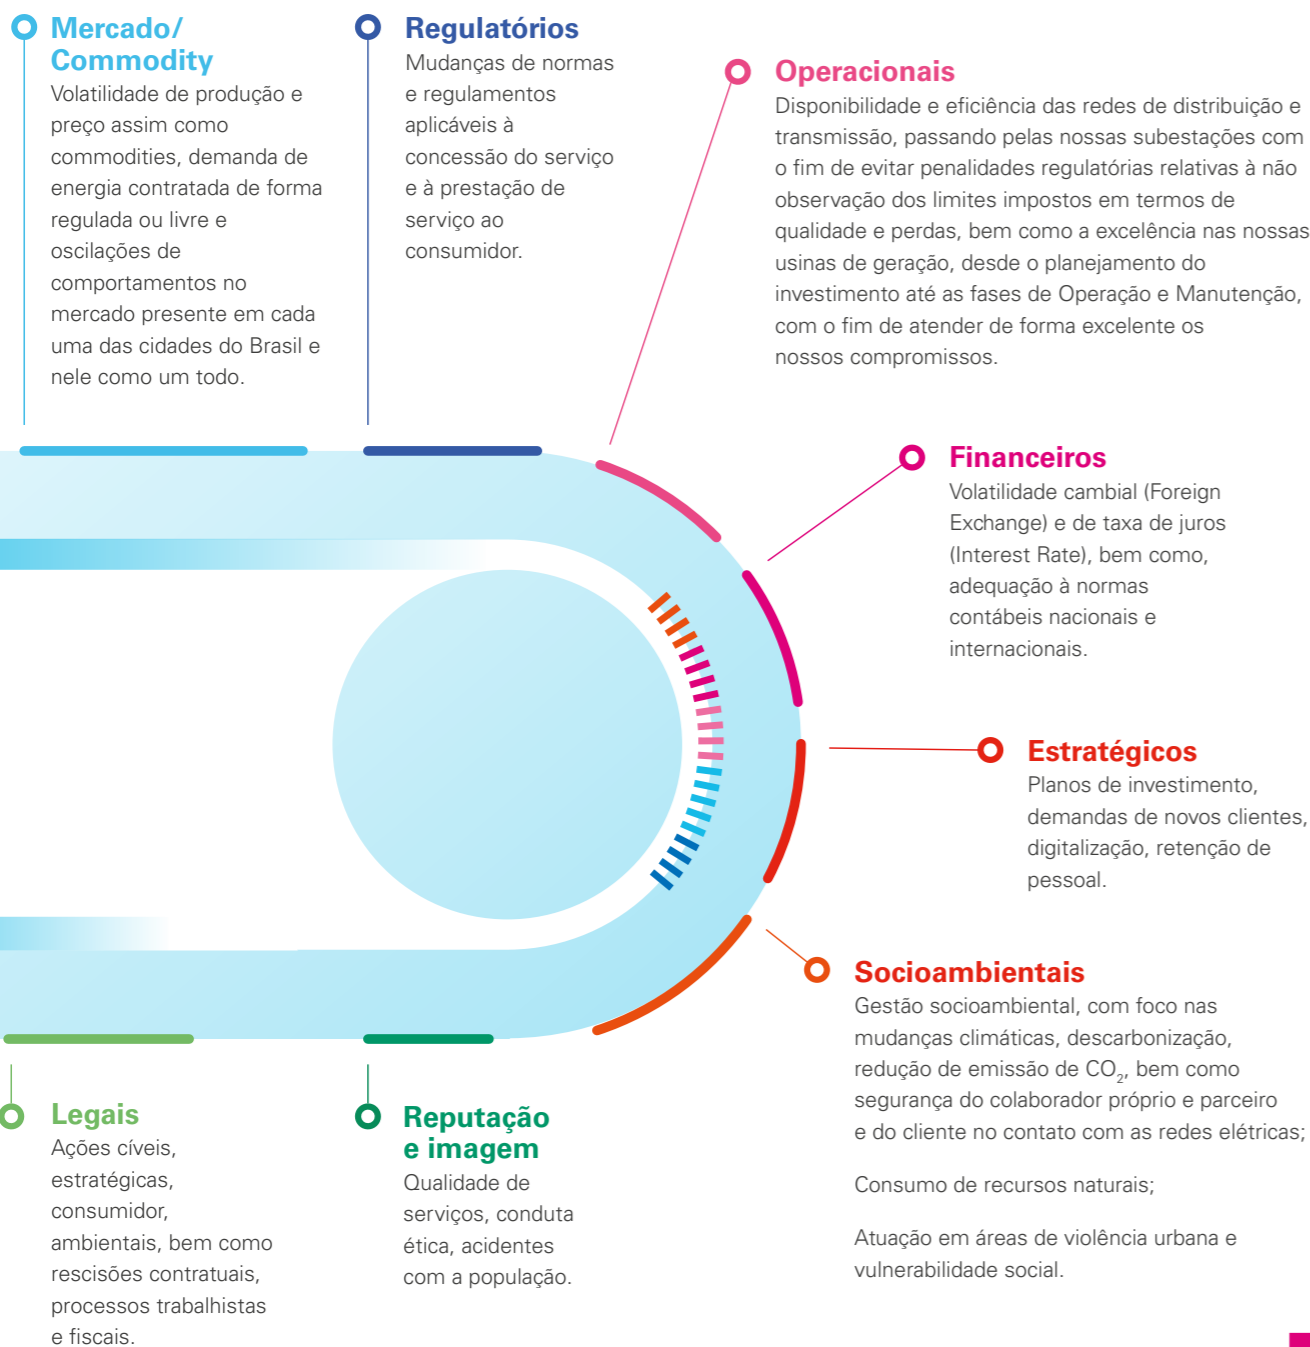 Mercado/
Commodity
Volatilidade de produção e
preço assim como
commodities, demanda de
energia contratada de forma
regulada ou livre e
oscilações de
comportamentos no
mercado presente em cada
uma das cidades do Brasil e
nele como um todo.
Regulatórios
Mudanças de normas
e regulamentos
aplicáveis à
concessão do serviço
e à prestação de
serviço ao
consumidor.
Operacionais
Disponibilidade e eficiência das redes de distribuição e
transmissão, passando pelas nossas subestações com
o fim de evitar penalidades regulatórias relativas à não
observação dos limites impostos em termos de
qualidade e perdas, bem como a excelência nas nossas
usinas de geração, desde o planejamento do
investimento até as fases de Operação e Manutenção,
com o fim de atender de forma excelente os
nossos compromissos.
Financeiros
Volatilidade cambial (Foreign
Exchange) e de taxa de juros
(Interest Rate), bem como,
adequação à normas
contábeis nacionais e
internacionais.
Estratégicos
Planos de investimento,
demandas de novos clientes,
digitalização, retenção de
pessoal.
Socioambientais
Gestão socioambiental, com foco nas
mudanças climáticas, descarbonização,
redução de emissão de CO₂, bem como
segurança do colaborador próprio e parceiro
e do cliente no contato com as redes elétricas;
Consumo de recursos naturais;
Atuação em áreas de violência urbana e
vulnerabilidade social.
Legais
Ações cíveis,
estratégicas,
consumidor,
ambientais, bem como
rescisões contratuais,
processos trabalhistas
e fiscais.
Reputação
e imagem
Qualidade de
serviços, conduta
ética, acidentes
com a população.